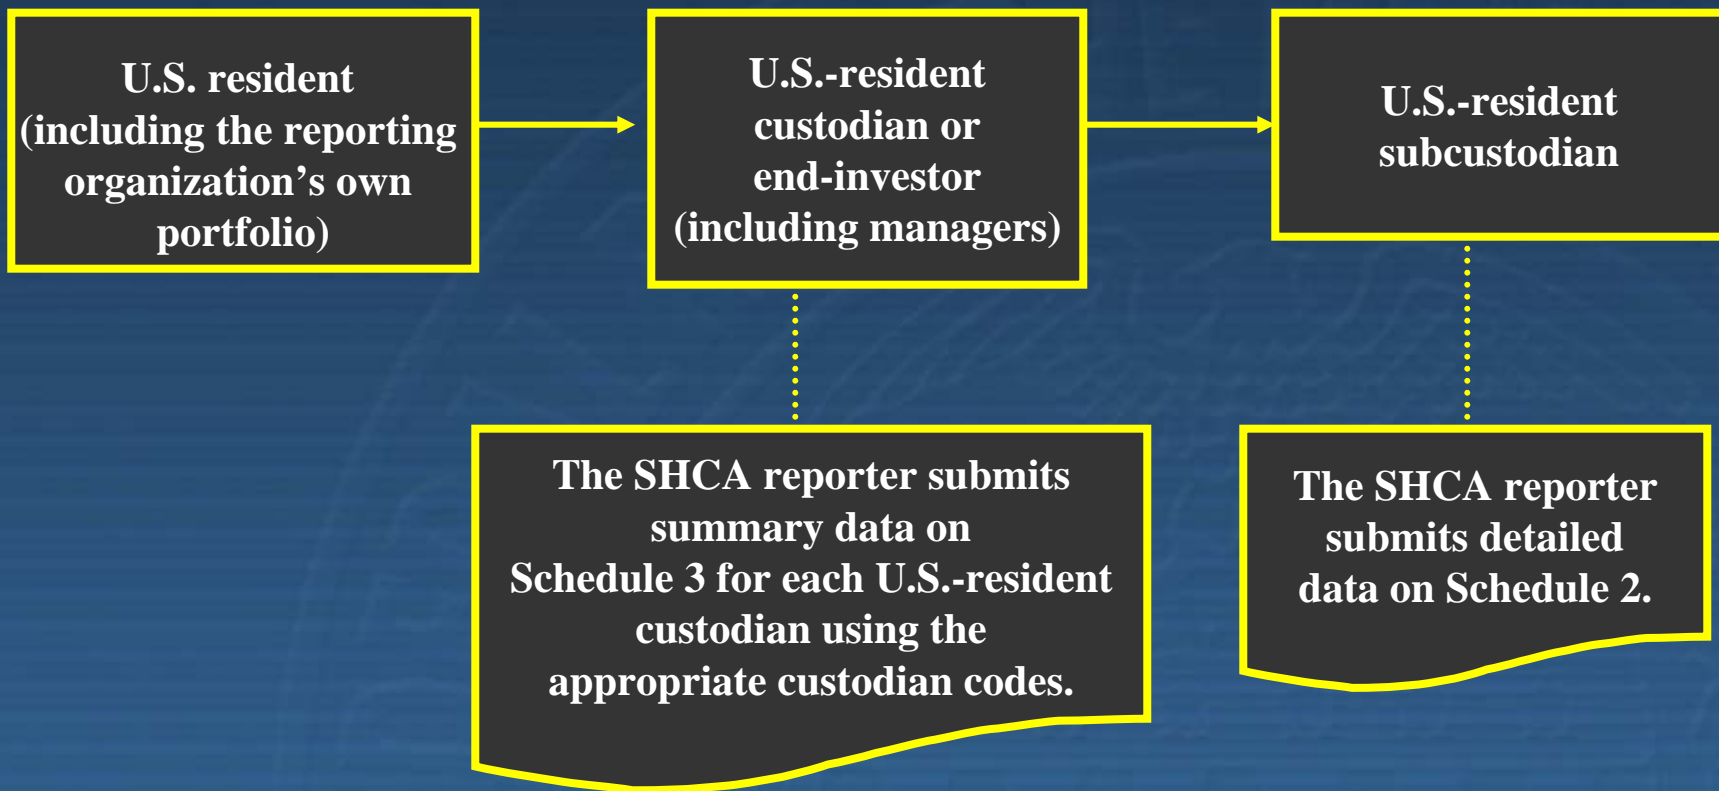 U.S. resident
(including the reporting
organization’s own
portfolio)
U.S.-resident
custodian or
end-investor
(including managers)
U.S.-resident
subcustodian
The SHCA reporter submits
summary data on
Schedule 3 for each U.S.-resident
custodian using the
appropriate custodian codes.
The SHCA reporter
submits detailed
data on Schedule 2.